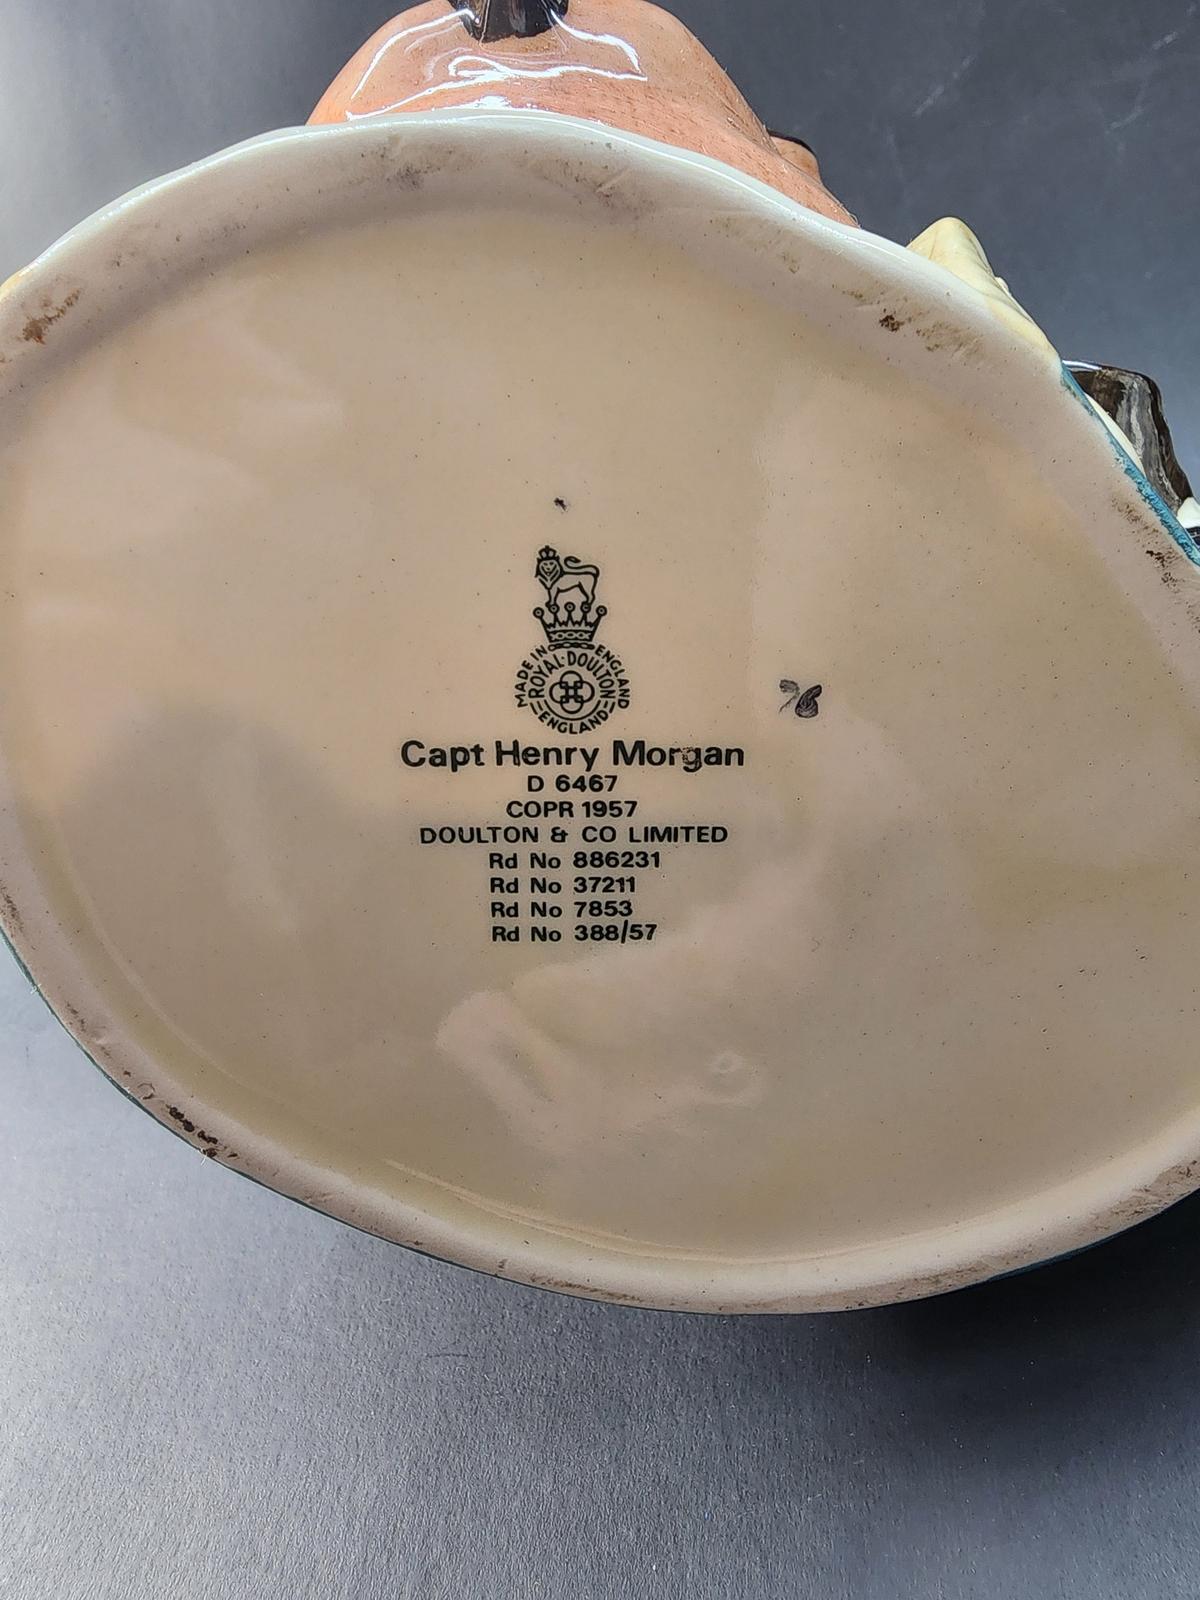 MADE IN ENGLAND
ROYAL·DOULTON
ENGLAND
Capt Henry Morgan
D 6467
COPR 1957
DOULTON & CO LIMITED
Rd No 886231
Rd No 37211
Rd No 7853
Rd No 388/57